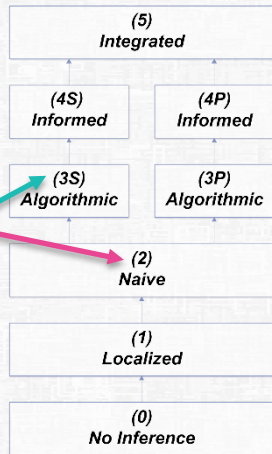 (5)
Integrated
(4S)
Informed
(4P)
Informed
(3S)
Algorithmic
(3P)
Algorithmic
(2)
Naive
(1)
Localized
(0)
No Inference